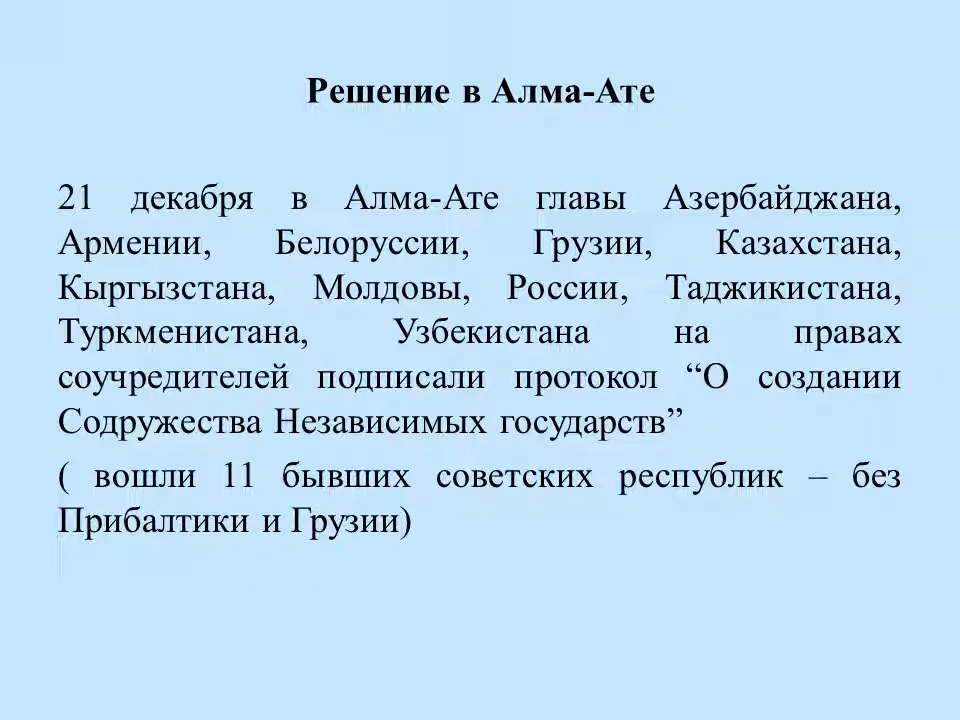 Решение в Алма-Ате
21 декабря в Алма-Ате главы Азербайджана,
Армении, Белоруссии, Грузии, Казахстана,
Кыргызстана, Молдовы, России, Таджикистана,
Туркменистана, Узбекистана на правах
соучредителей подписали протокол “О создании
Содружества Независимых государств”
( вошли 11 бывших советских республик – без
Прибалтики и Грузии)